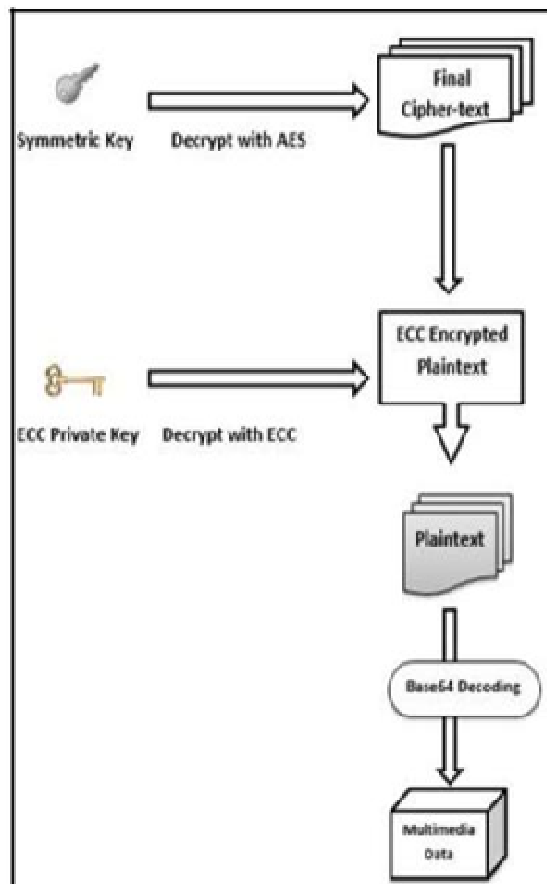 Final
Cipher-text
Symmetric Key
Decrypt with AES
ECC Encrypted
Plaintext
ECC Private Key
Decrypt with ECC
Plaintext
Base64 Decoding
Multimedia
Data